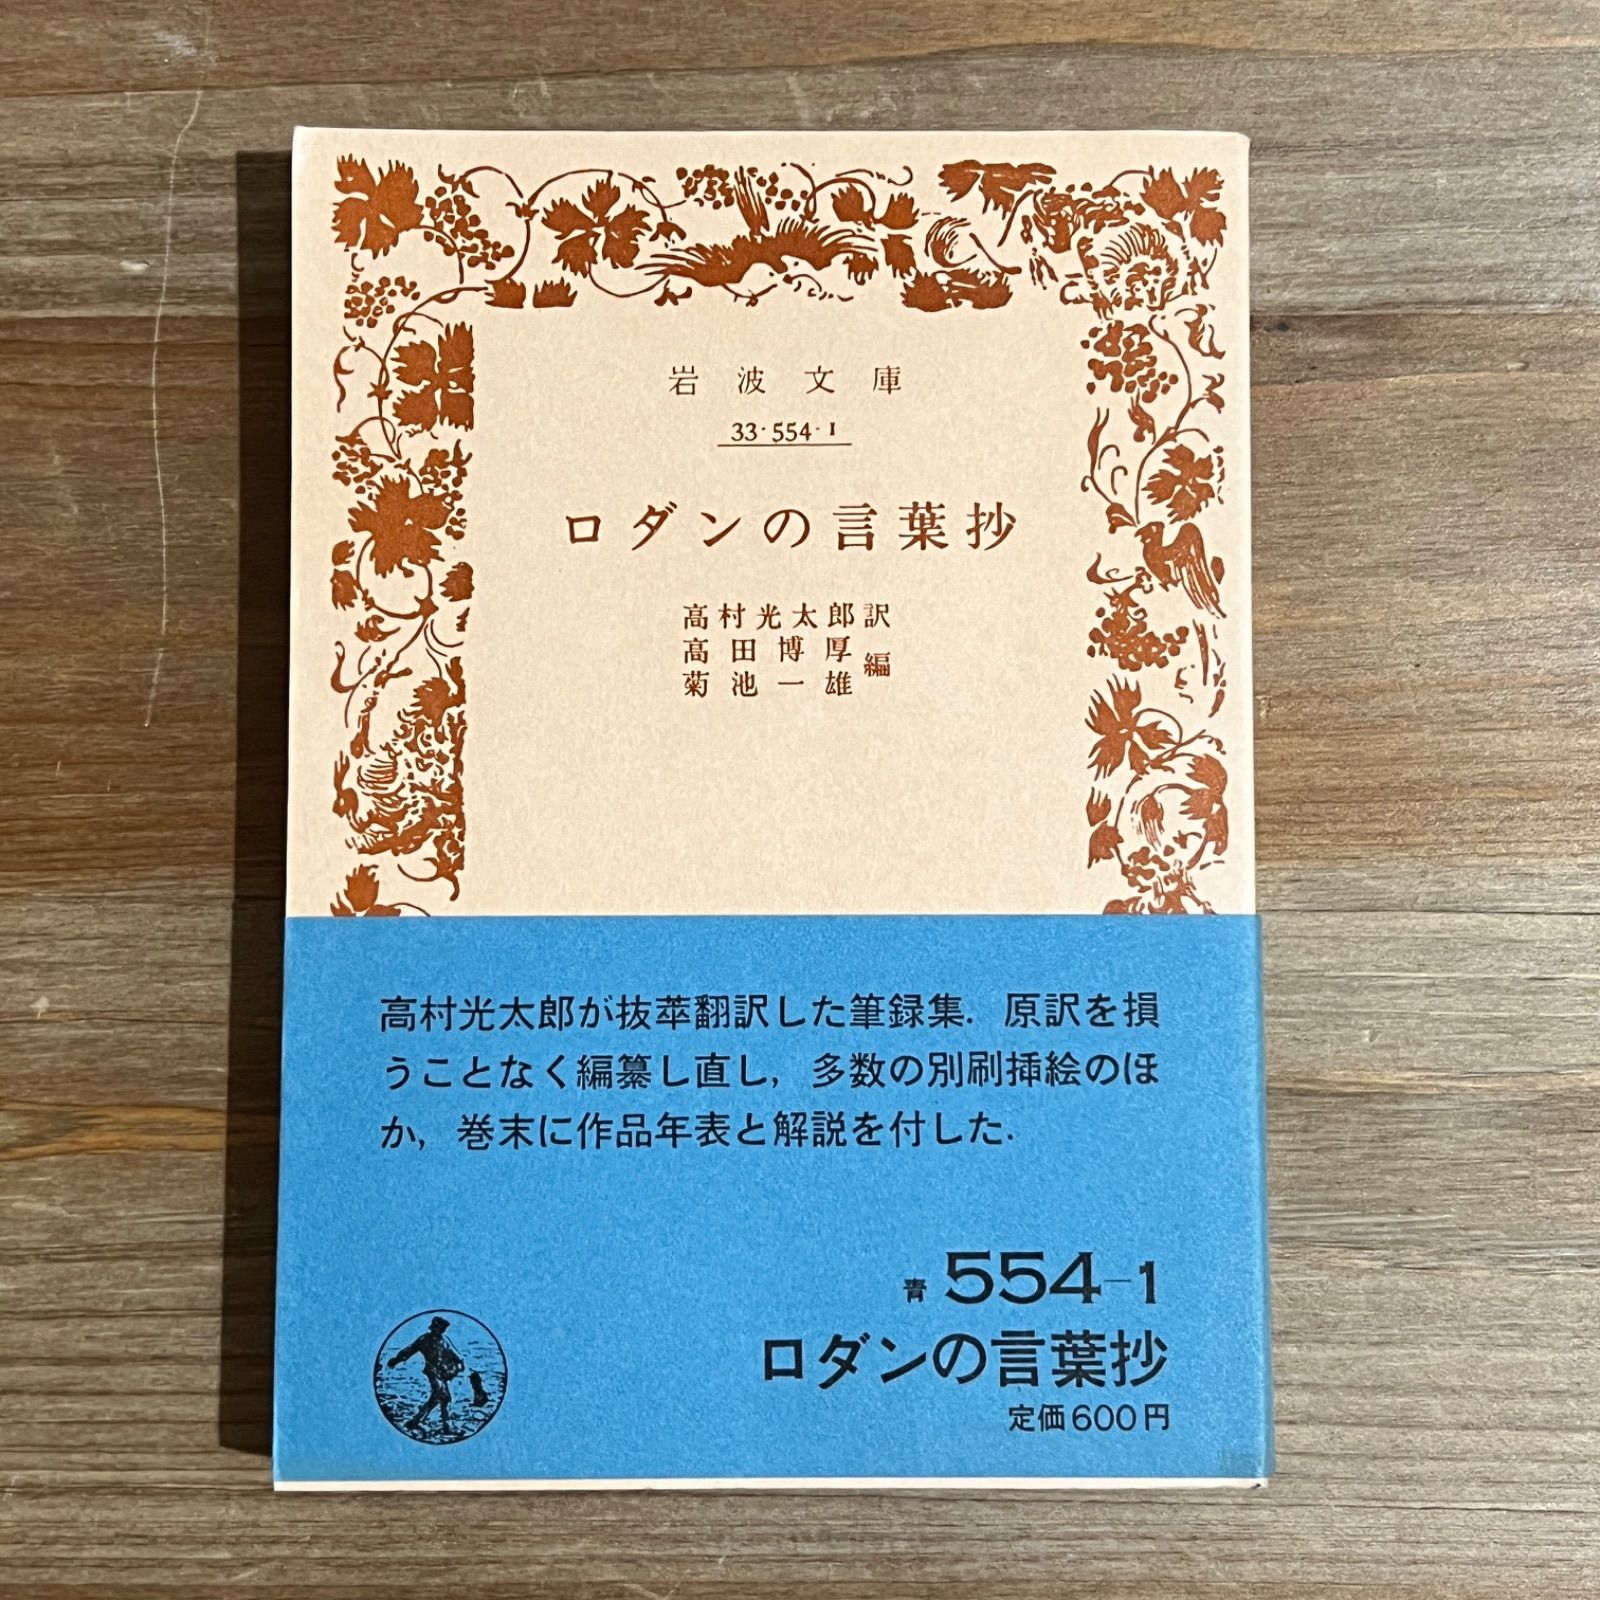 岩波文庫
33-554-1
ロダンの言葉抄
高村光太郎訳
高田博厚
菊池一雄 編
高村光太郎が抜萃翻訳した筆録集．原訳を損
うことなく編纂し直し，多数の別刷挿絵のほ
か，巻末に作品年表と解説を付した．
青 554-1
ロダンの言葉抄
定価600円